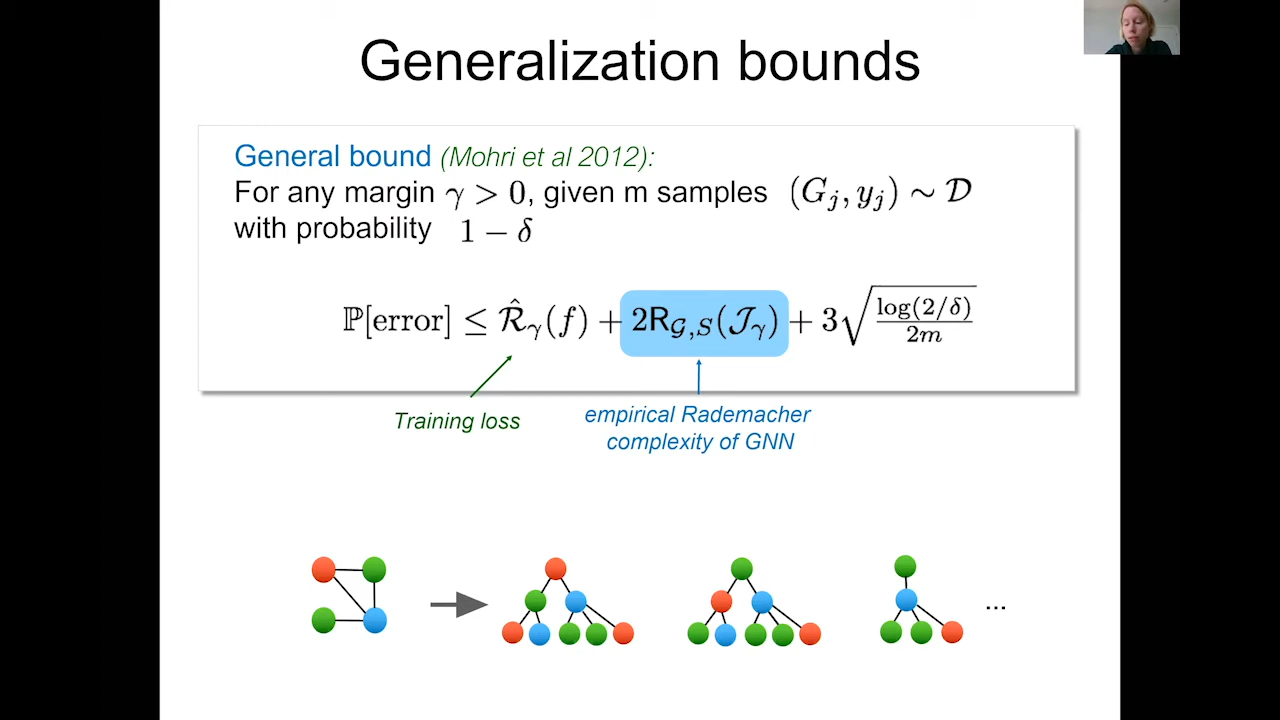 Generalization bounds
General bound (Mohri et al 2012):
For any margin γ > 0, given m samples (G_j, y_j) ∼ 𝒟
with probability 1 − δ
ℙ[error] ≤ ℛ̂_γ(f) + 2R_{𝒢,S}(𝒥_γ) + 3√(log(2/δ)/2m)
Training loss
empirical Rademacher
complexity of GNN
...